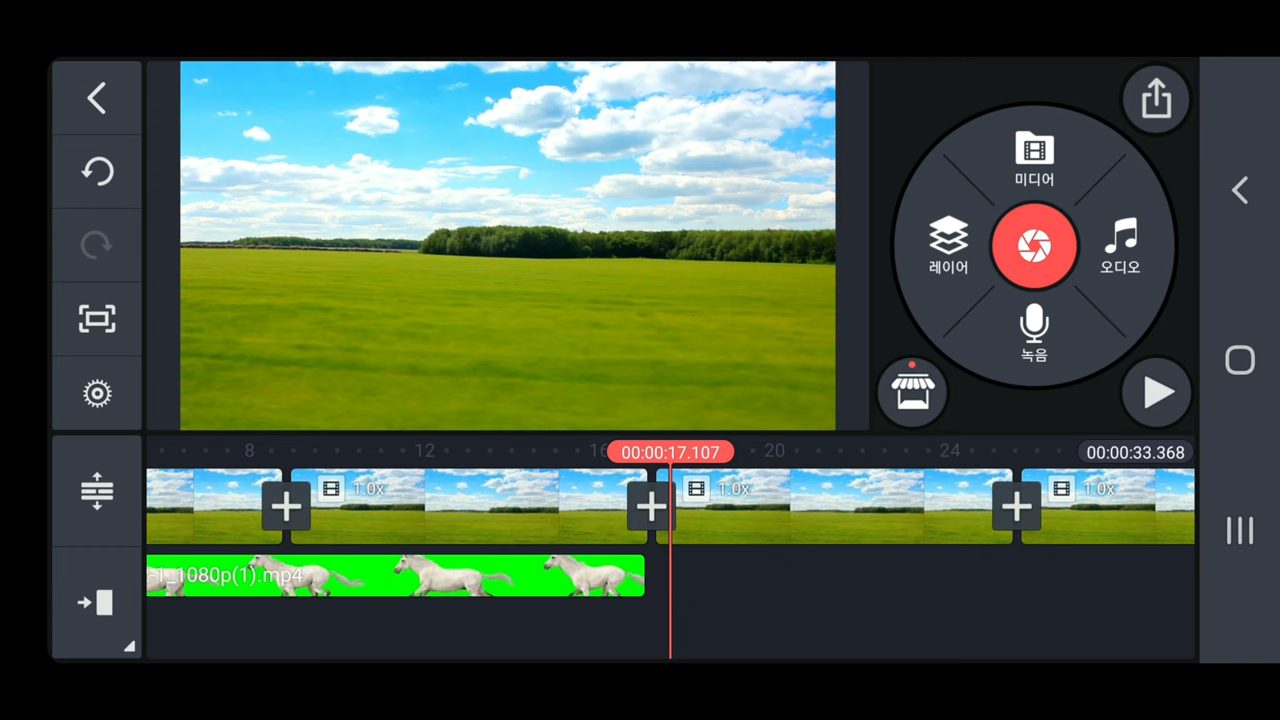 미디어
레이어
오디오
녹음
8
12
16
00:00:17.107
20
24
00:00:33.368
1.0x
1.0x
1.0x
-1_1080p(1).mp4